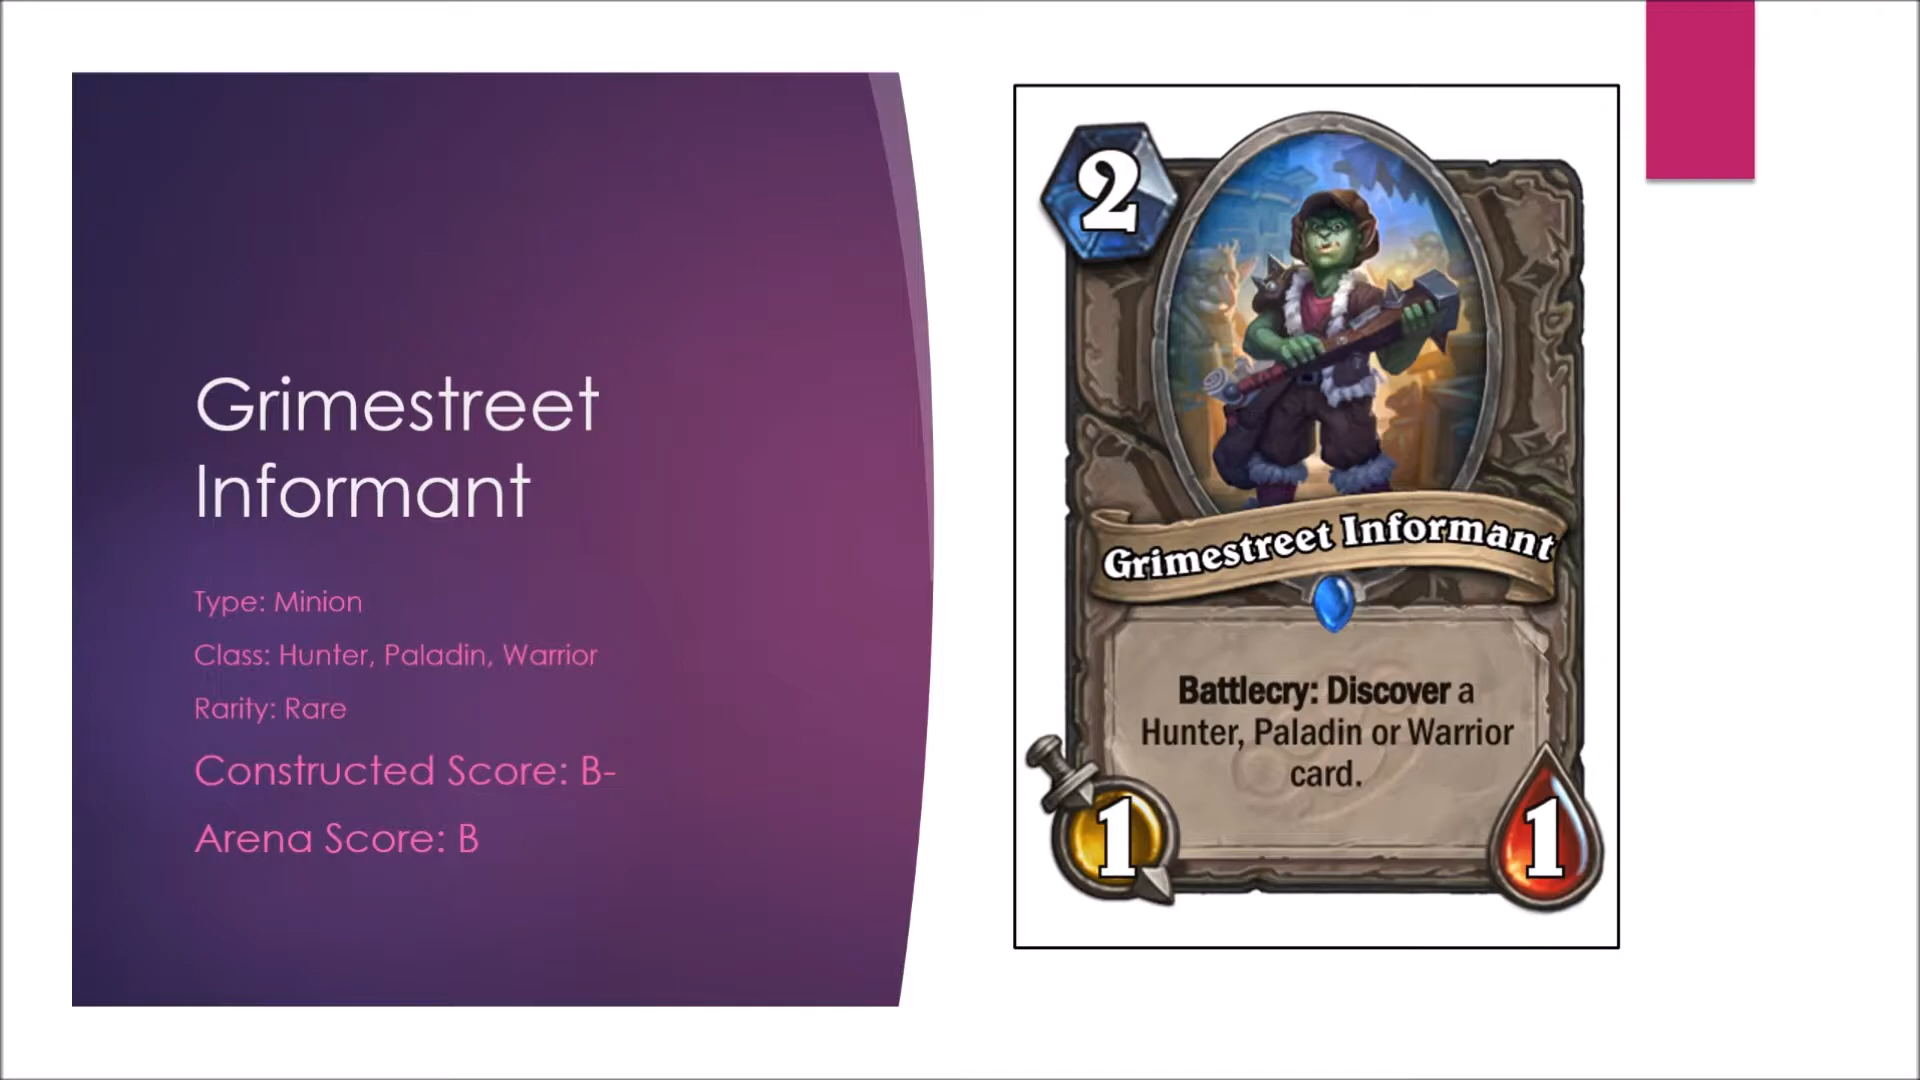 Grimestreet
Informant
Type: Minion
Class: Hunter, Paladin, Warrior
Rarity: Rare
Constructed Score: B-
Arena Score: B
2
Grimestreet Informant
Battlecry: Discover a
Hunter, Paladin or Warrior
card.
1
1